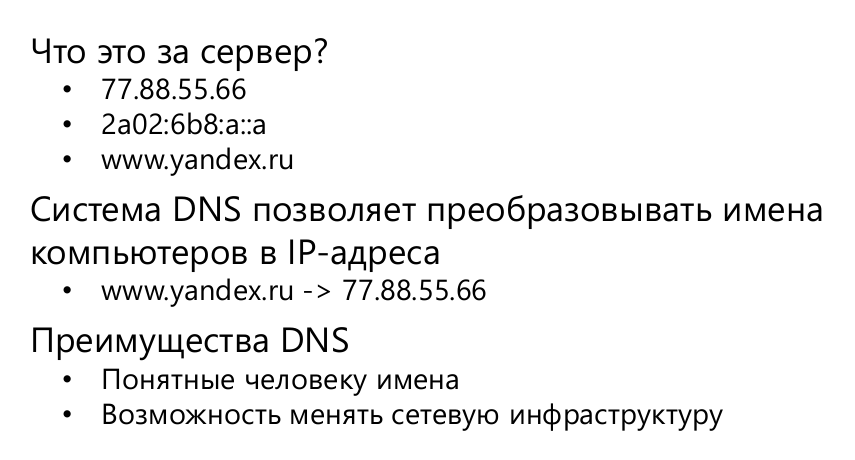 Что это за сервер?
• 77.88.55.66
• 2a02:6b8:a::a
• www.yandex.ru
Система DNS позволяет преобразовывать имена
компьютеров в IP-адреса
• www.yandex.ru -> 77.88.55.66
Преимущества DNS
• Понятные человеку имена
• Возможность менять сетевую инфраструктуру